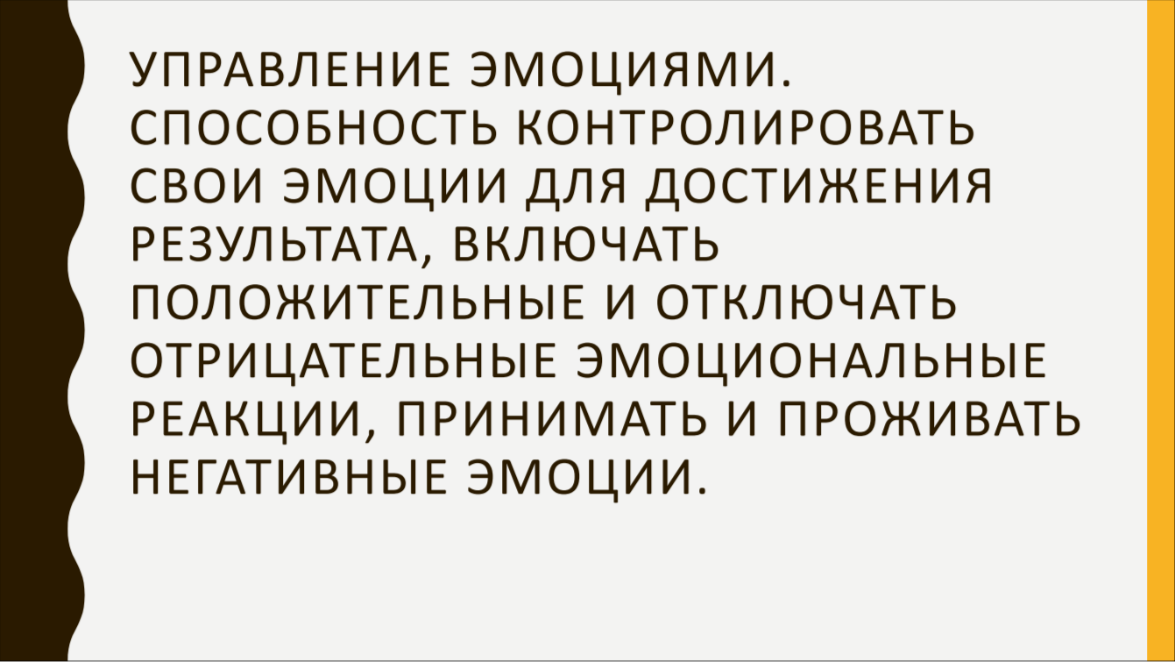 УПРАВЛЕНИЕ ЭМОЦИЯМИ.
СПОСОБНОСТЬ КОНТРОЛИРОВАТЬ
СВОИ ЭМОЦИИ ДЛЯ ДОСТИЖЕНИЯ
РЕЗУЛЬТАТА, ВКЛЮЧАТЬ
ПОЛОЖИТЕЛЬНЫЕ И ОТКЛЮЧАТЬ
ОТРИЦАТЕЛЬНЫЕ ЭМОЦИОНАЛЬНЫЕ
РЕАКЦИИ, ПРИНИМАТЬ И ПРОЖИВАТЬ
НЕГАТИВНЫЕ ЭМОЦИИ.